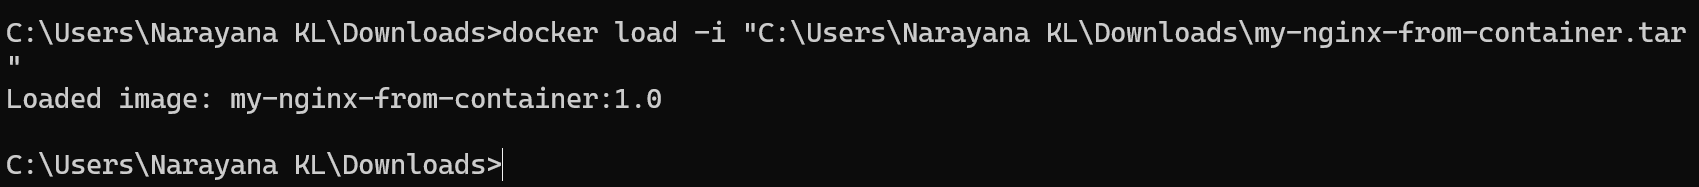 C:\Users\Narayana KL\Downloads>docker load -i "C:\Users\Narayana KL\Downloads\my-nginx-from-container.tar
"
Loaded image: my-nginx-from-container:1.0
C:\Users\Narayana KL\Downloads>